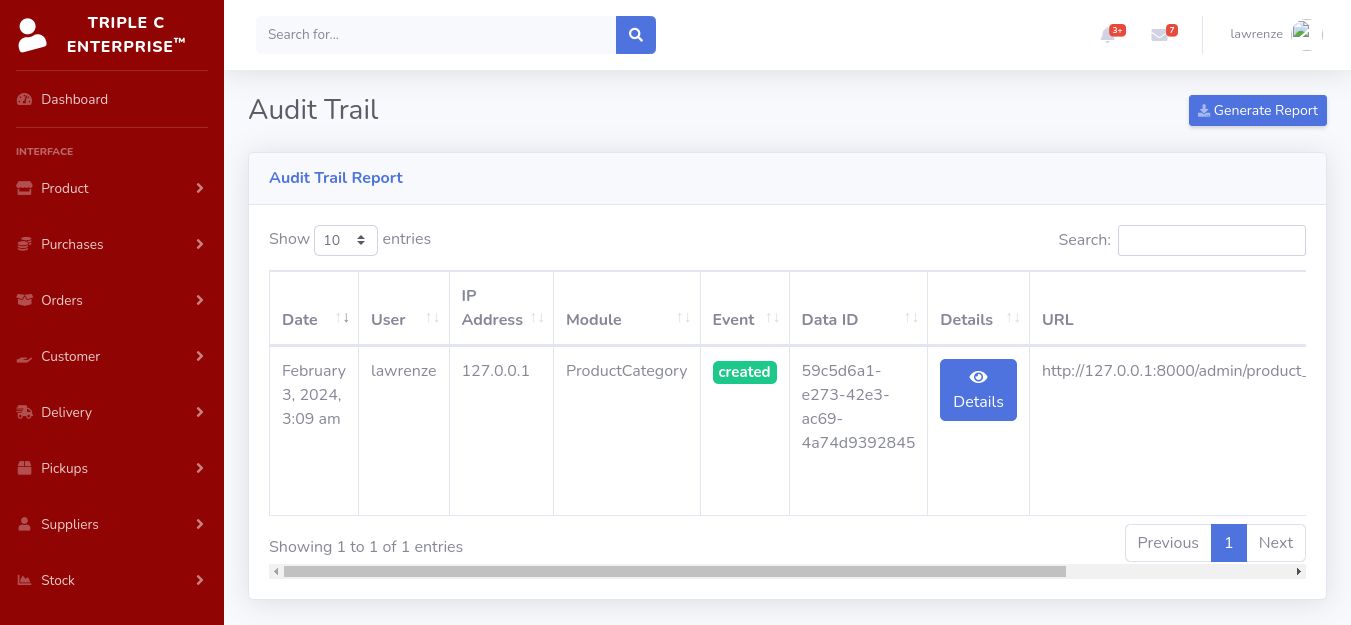 TRIPLE C
ENTERPRISE™
Search for...
3+
7
lawrenze
Dashboard
INTERFACE
Product
Purchases
Orders
Customer
Delivery
Pickups
Suppliers
Stock
Audit Trail
Generate Report
Audit Trail Report
Show 10 entries
Search:
Date User IP Address Module Event Data ID Details URL
February 3, 2024, 3:09 am lawrenze 127.0.0.1 ProductCategory created 59c5d6a1-e273-42e3-ac69-4a74d9392845 Details http://127.0.0.1:8000/admin/product_
Showing 1 to 1 of 1 entries
Previous 1 Next